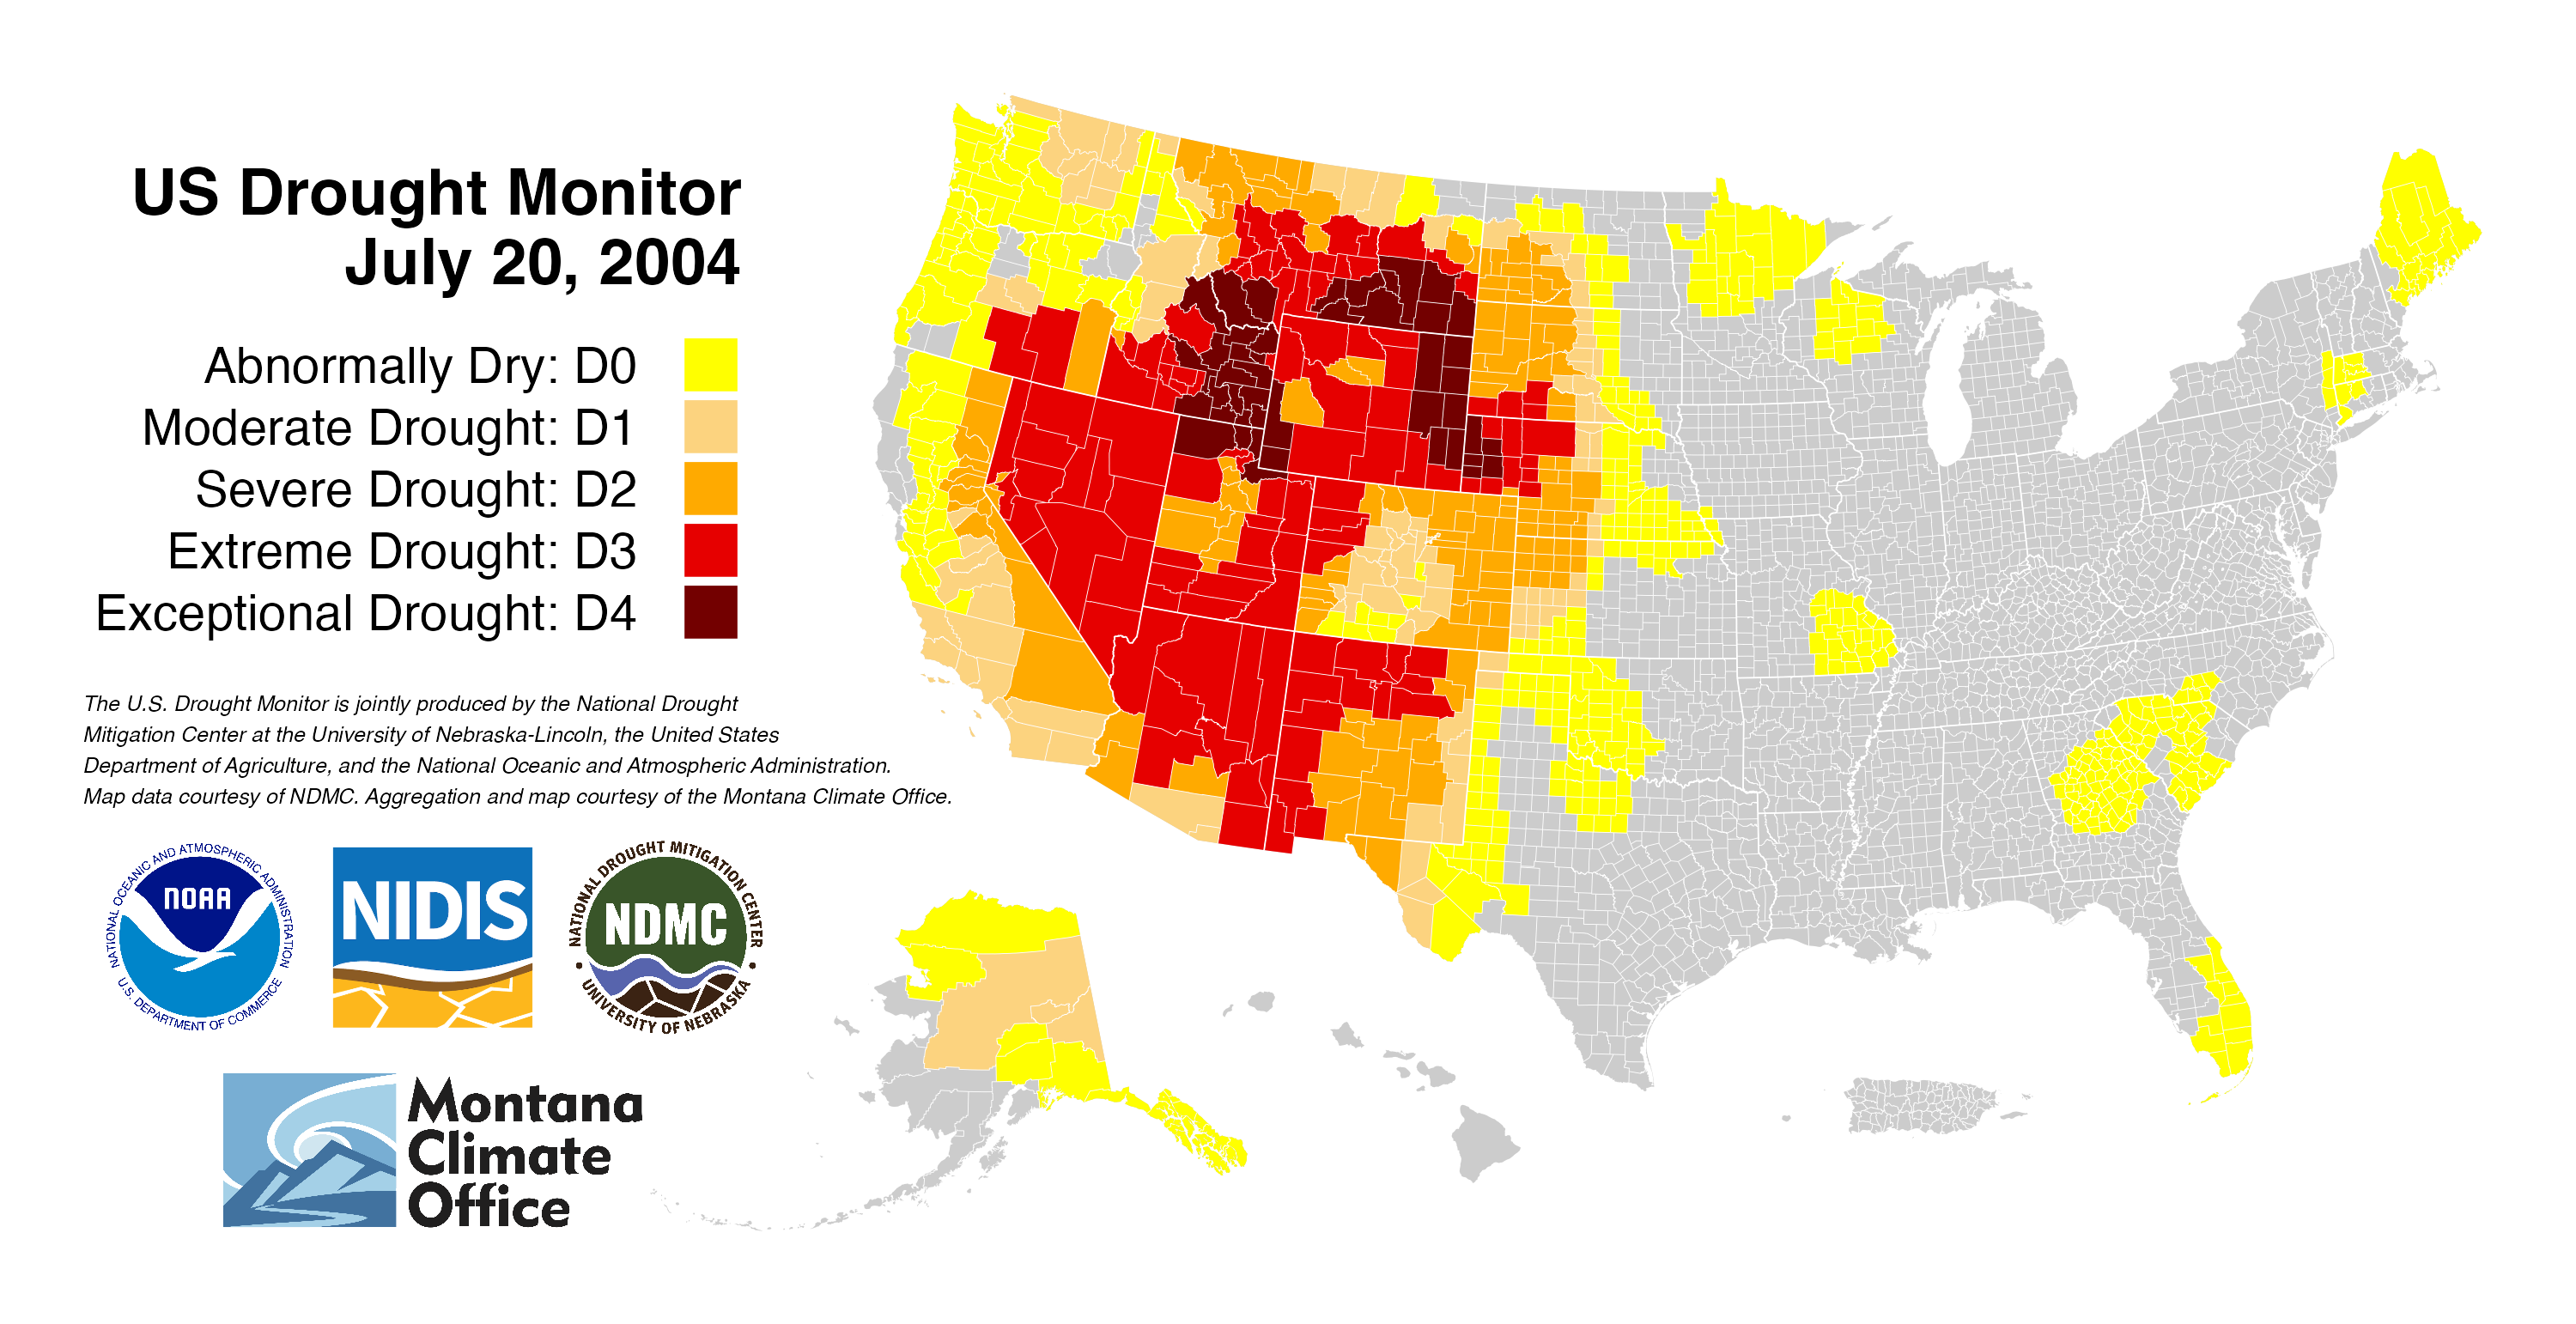 US Drought Monitor
July 20, 2004
Abnormally Dry: D0
Moderate Drought: D1
Severe Drought: D2
Extreme Drought: D3
Exceptional Drought: D4
The U.S. Drought Monitor is jointly produced by the National Drought
Mitigation Center at the University of Nebraska-Lincoln, the United States
Department of Agriculture, and the National Oceanic and Atmospheric Administration.
Map data courtesy of NDMC. Aggregation and map courtesy of the Montana Climate Office.
NATIONAL OCEANIC AND ATMOSPHERIC ADMINISTRATION
NOAA
U.S. DEPARTMENT OF COMMERCE
NIDIS
NATIONAL DROUGHT MITIGATION CENTER
NDMC
UNIVERSITY OF NEBRASKA
Montana
Climate
Office